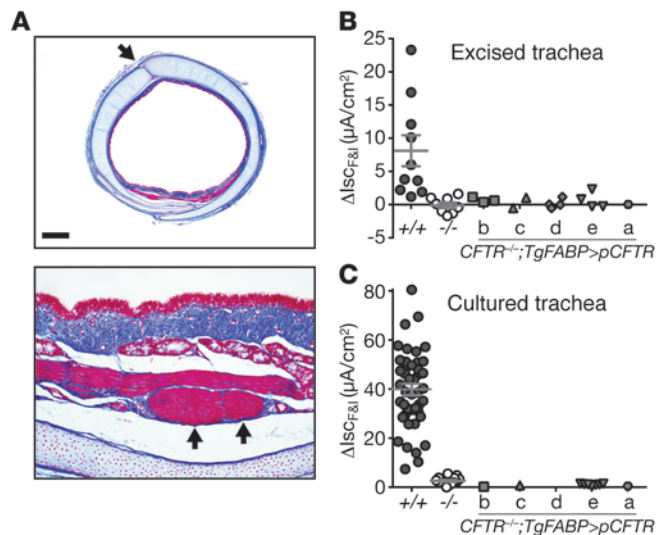 A
B
Excised trachea
ΔIsc_F&I (μA/cm²)
25
20
15
10
5
0
-5
+/+
-/-
b
c
d
e
a
CFTR⁻/⁻;TgFABP>pCFTR
C
Cultured trachea
ΔIsc_F&I (μA/cm²)
80
60
40
20
0
+/+
-/-
b
c
d
e
a
CFTR⁻/⁻;TgFABP>pCFTR